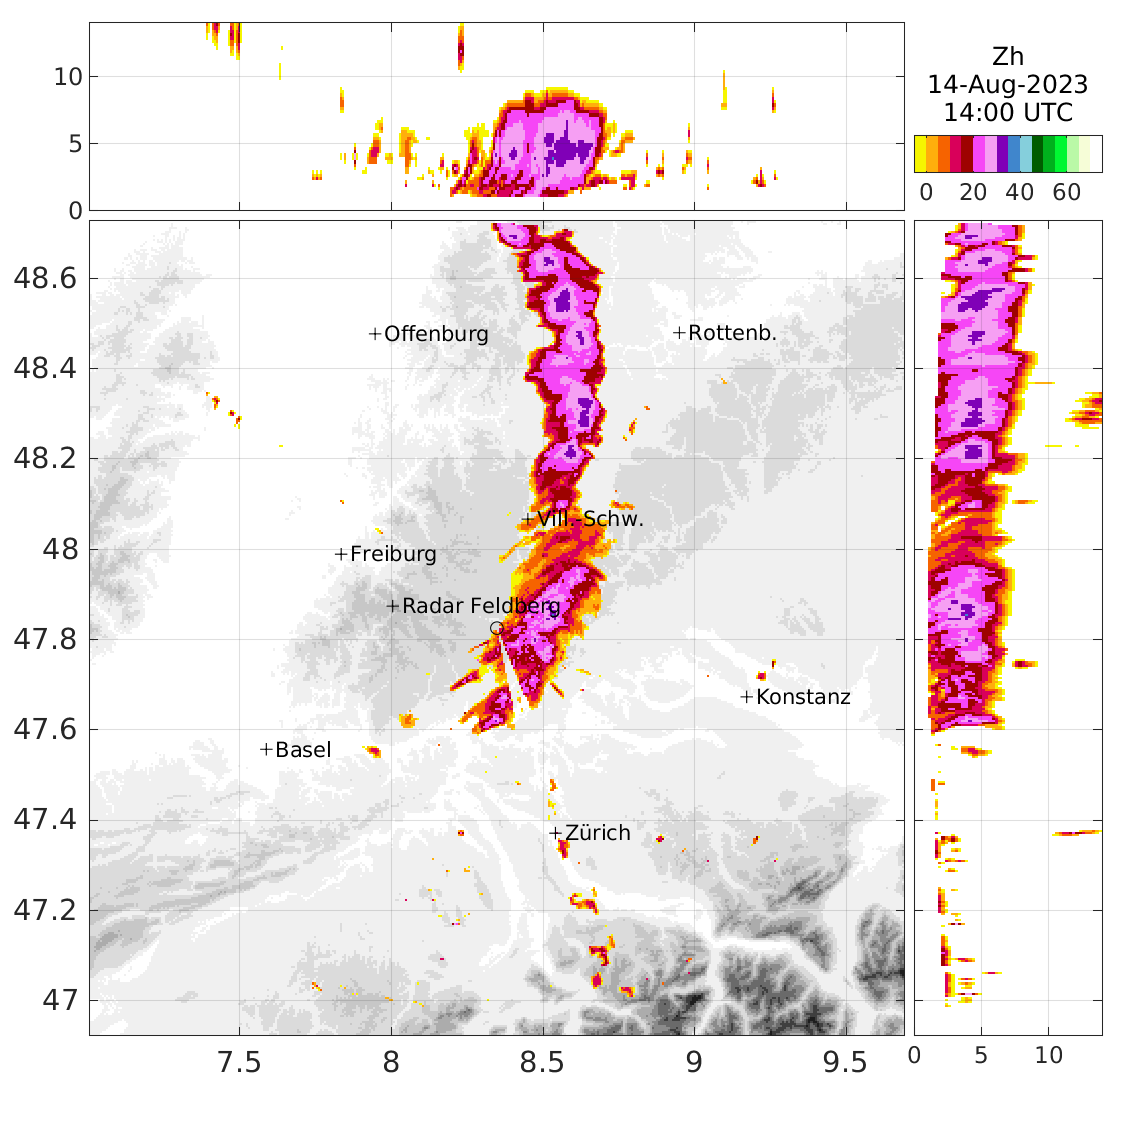 Zh
14-Aug-2023
14:00 UTC
0 20 40 60
10
5
0
48.6
48.4
48.2
48
47.8
47.6
47.4
47.2
47
+Offenburg
+Rottenb.
+Vill.-Schw.
+Freiburg
+Radar Feldberg
+Konstanz
+Basel
+Zürich
7.5 8 8.5 9 9.5
0 5 10